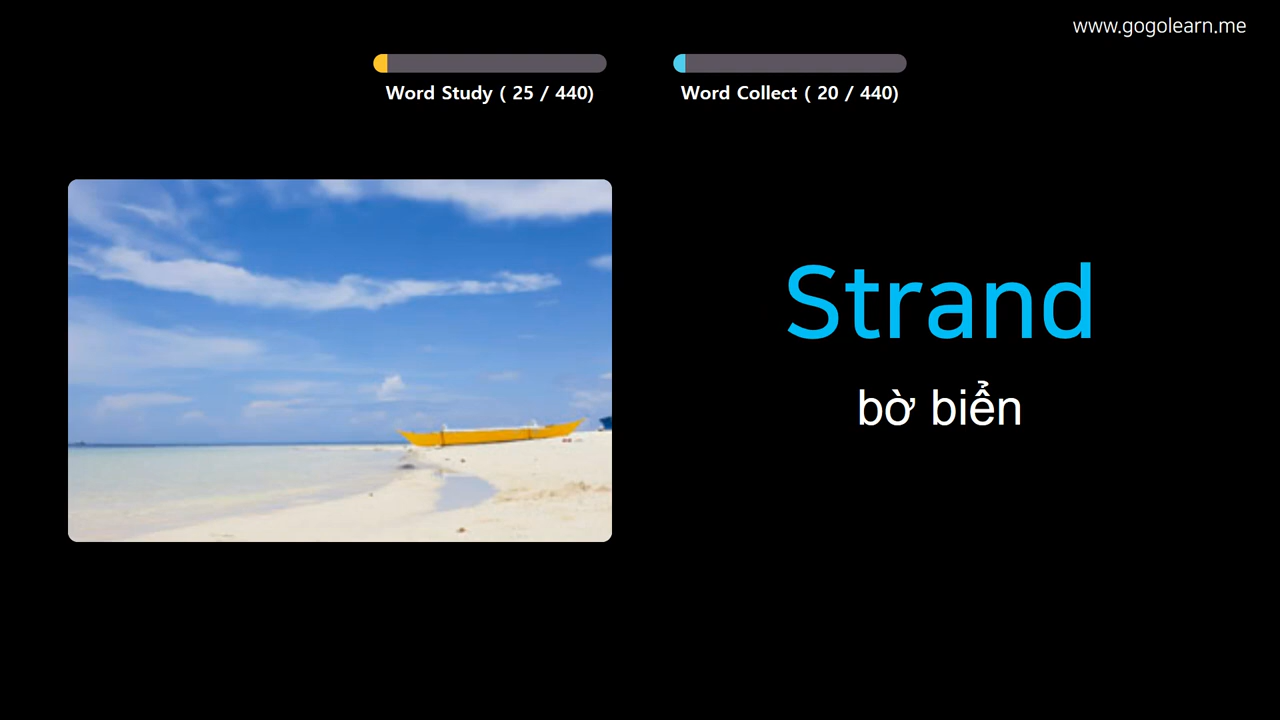 www.gogolearn.me
Word Study ( 25 / 440)
Word Collect ( 20 / 440)
Strand
bờ biển